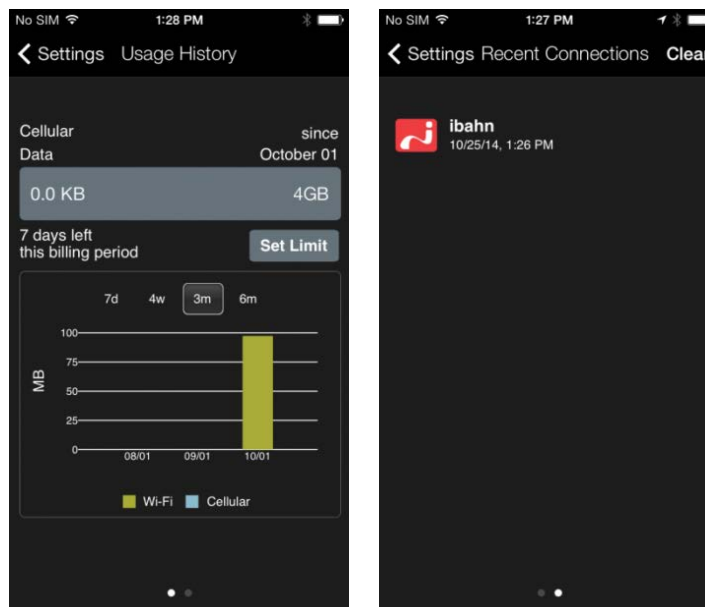 No SIM 1:28 PM
Settings Usage History
Cellular since
Data October 01
0.0 KB 4GB
7 days left
this billing period
Set Limit
7d 4w 3m 6m
100
75
50
25
0
MB
08/01 09/01 10/01
Wi-Fi Cellular
No SIM 1:27 PM
Settings Recent Connections Clear
ibahn
10/25/14, 1:26 PM